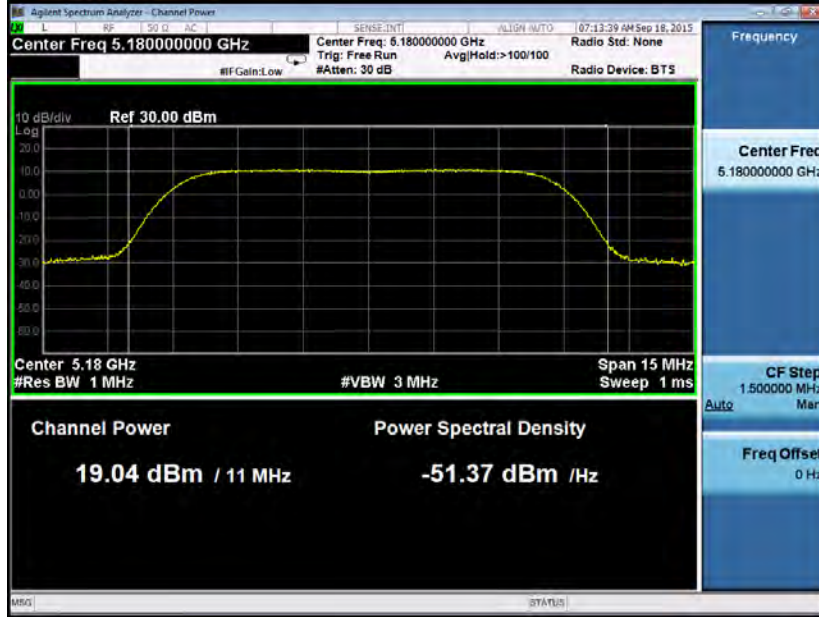 Agilent Spectrum Analyzer - Channel Power
L RF 50 Ω AC SENSE:INT ALIGN AUTO 07:13:39 AM Sep 18, 2015
Center Freq 5.180000000 GHz
Center Freq: 5.180000000 GHz
Radio Std: None
Trig: Free Run Avg|Hold:>100/100
#IFGain:Low #Atten: 30 dB Radio Device: BTS
Frequency
10 dB/div Ref 30.00 dBm
Log
20.0
10.0
0.00
-10.0
-20.0
-30.0
-40.0
-50.0
-60.0
Center Freq
5.180000000 GHz
Center 5.18 GHz Span 15 MHz
#Res BW 1 MHz #VBW 3 MHz Sweep 1 ms
CF Step
1.500000 MHz
Auto Man
Channel Power Power Spectral Density
19.04 dBm / 11 MHz -51.37 dBm /Hz
Freq Offset
0 Hz
MSG STATUS